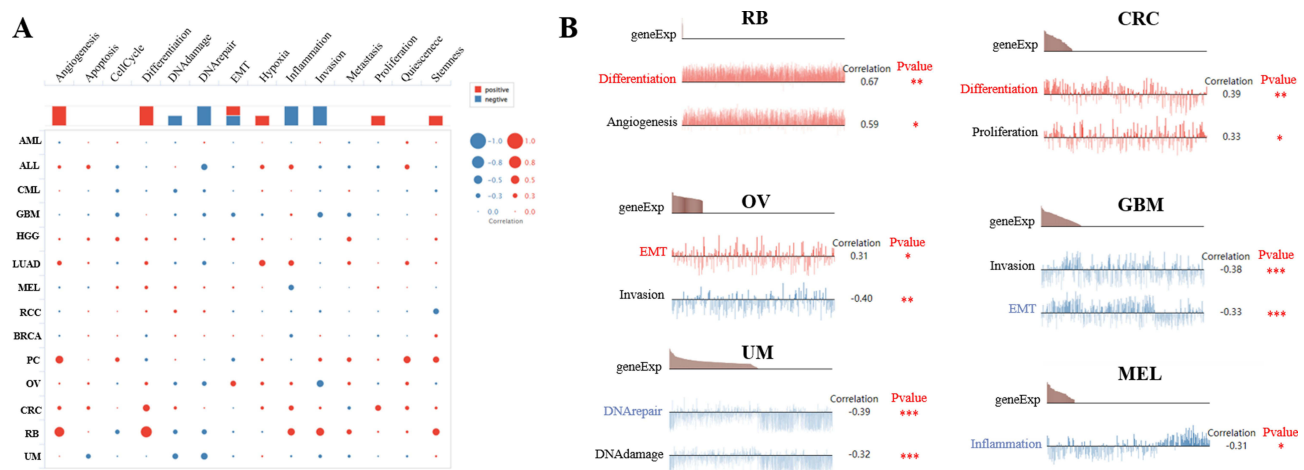 A
Angiogenesis
Apoptosis
CellCycle
Differentiation
DNAdamage
DNArepair
EMT
Hypoxia
Inflammation
Invasion
Metastasis
Proliferation
Quiescenece
Stemness
positive
negtive
AML
ALL
CML
GBM
HGG
LUAD
MEL
RCC
BRCA
PC
OV
CRC
RB
UM
-1.0 1.0
-0.8 0.8
-0.5 0.5
-0.3 0.3
0.0 0.0
Correlation
B
RB
geneExp
Correlation Pvalue
Differentiation 0.67 **
Angiogenesis 0.59 *
CRC
geneExp
Correlation Pvalue
Differentiation 0.39 **
Proliferation 0.33 *
OV
geneExp
Correlation Pvalue
EMT 0.31 *
Invasion -0.40 **
GBM
geneExp
Correlation Pvalue
Invasion -0.38 ***
EMT -0.33 ***
UM
geneExp
Correlation Pvalue
DNArepair -0.39 ***
DNAdamage -0.32 ***
MEL
geneExp
Correlation Pvalue
Inflammation -0.31 *